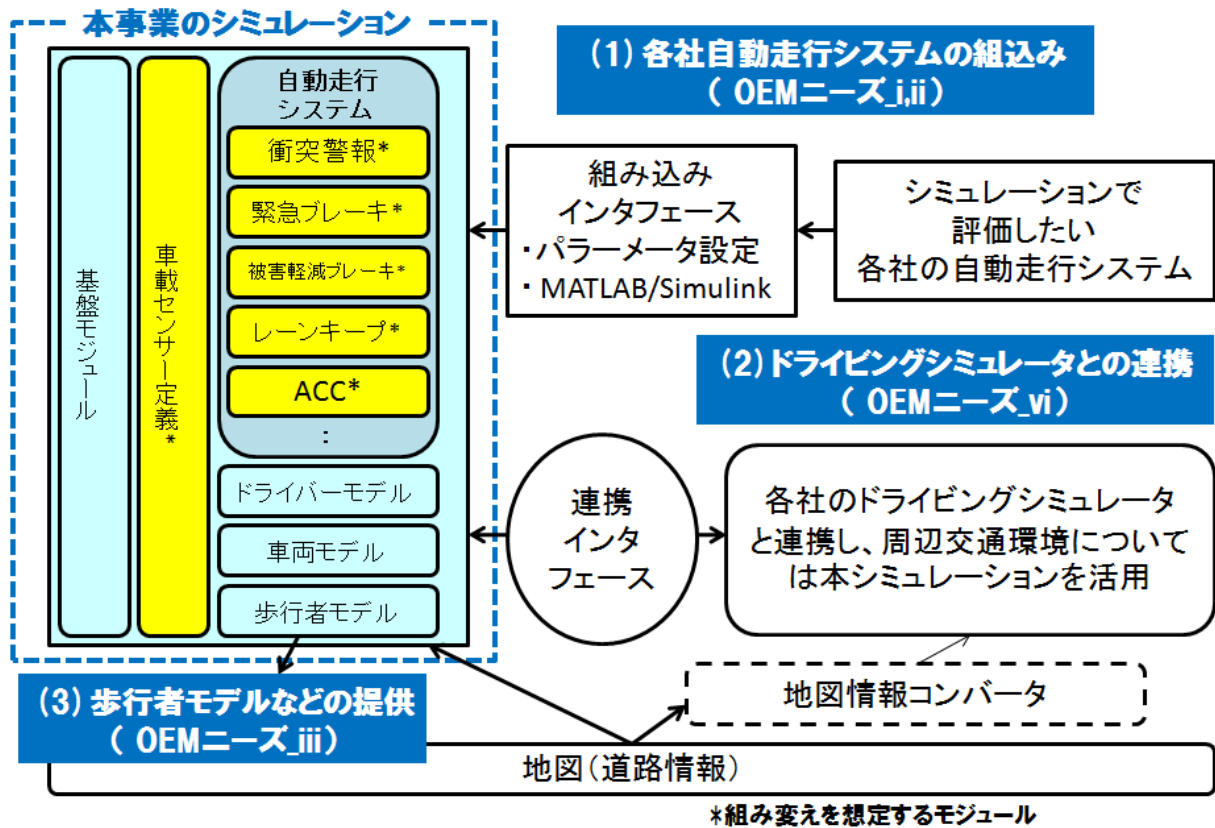 本事業のシミュレーション
基盤モジュール
車載センサー定義*
自動走行
システム
衝突警報*
緊急ブレーキ*
被害軽減ブレーキ*
レーンキープ*
ACC*
:
ドライバーモデル
車両モデル
歩行者モデル
(1) 各社自動走行システムの組込み
( OEMニーズ_i,ii)
組み込み
インタフェース
・パラメータ設定
・MATLAB/Simulink
シミュレーションで
評価したい
各社の自動走行システム
(2)ドライビングシミュレータとの連携
( OEMニーズ_vi)
連携
インタ
フェース
各社のドライビングシミュレータ
と連携し、周辺交通環境について
は本シミュレーションを活用
地図情報コンバータ
(3) 歩行者モデルなどの提供
( OEMニーズ_iii)
地図(道路情報)
*組み変えを想定するモジュール